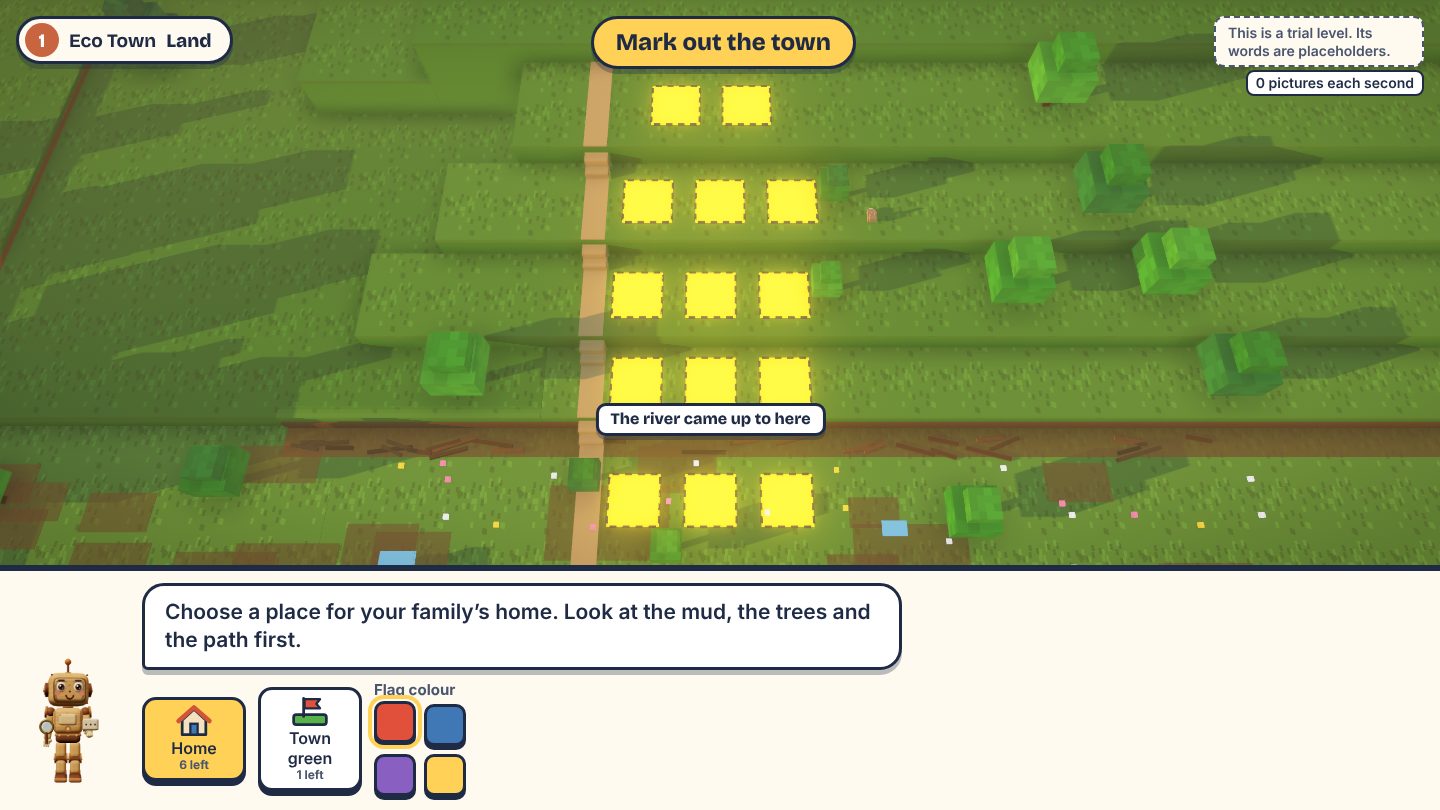 1 Eco Town Land
Mark out the town
This is a trial level. Its
words are placeholders.
0 pictures each second
The river came up to here
Choose a place for your family’s home. Look at the mud, the trees and
the path first.
Flag colour
Home
6 left
Town
green
1 left